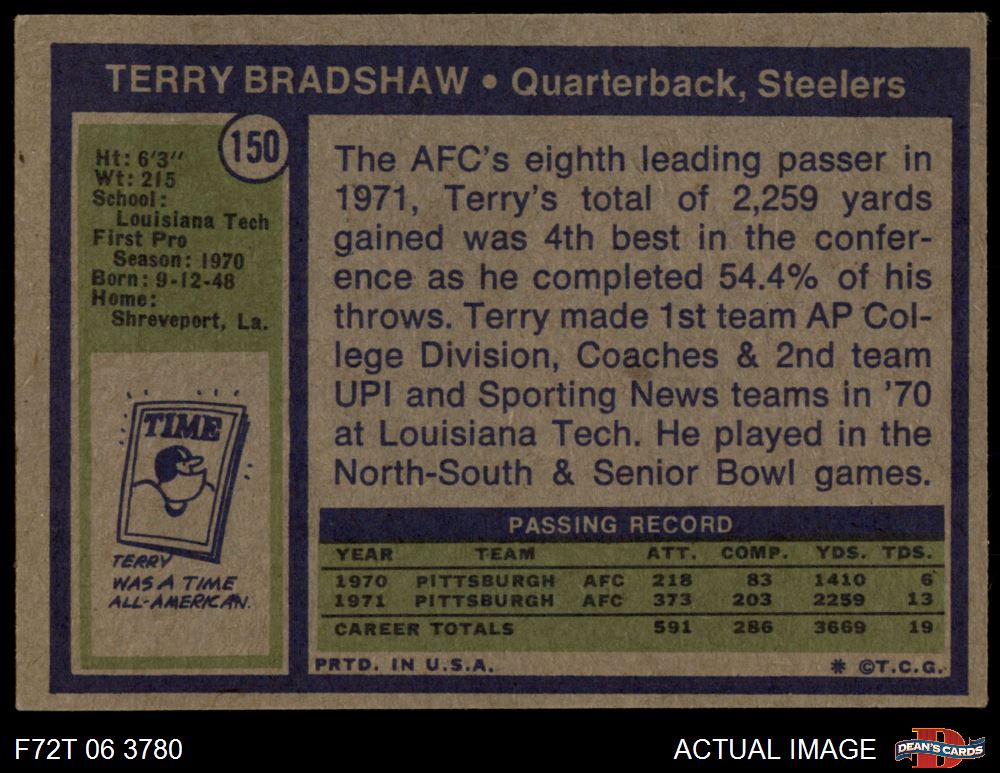 TERRY BRADSHAW • Quarterback, Steelers
150
Ht: 6'3"
Wt: 215
School:
Louisiana Tech
First Pro
Season: 1970
Born: 9-12-48
Home:
Shreveport, La.
TIME
TERRY
WAS A TIME
ALL-AMERICAN.
The AFC's eighth leading passer in
1971, Terry's total of 2,259 yards
gained was 4th best in the confer-
ence as he completed 54.4% of his
throws. Terry made 1st team AP Col-
lege Division, Coaches & 2nd team
UPI and Sporting News teams in '70
at Louisiana Tech. He played in the
North-South & Senior Bowl games.
PASSING RECORD
YEAR TEAM ATT. COMP. YDS. TDS.
1970 PITTSBURGH AFC 218 83 1410 6
1971 PITTSBURGH AFC 373 203 2259 13
CAREER TOTALS 591 286 3669 19
PRTD. IN U.S.A. * ©T.C.G.
F72T 06 3780 ACTUAL IMAGE
D
DEAN'S CARDS